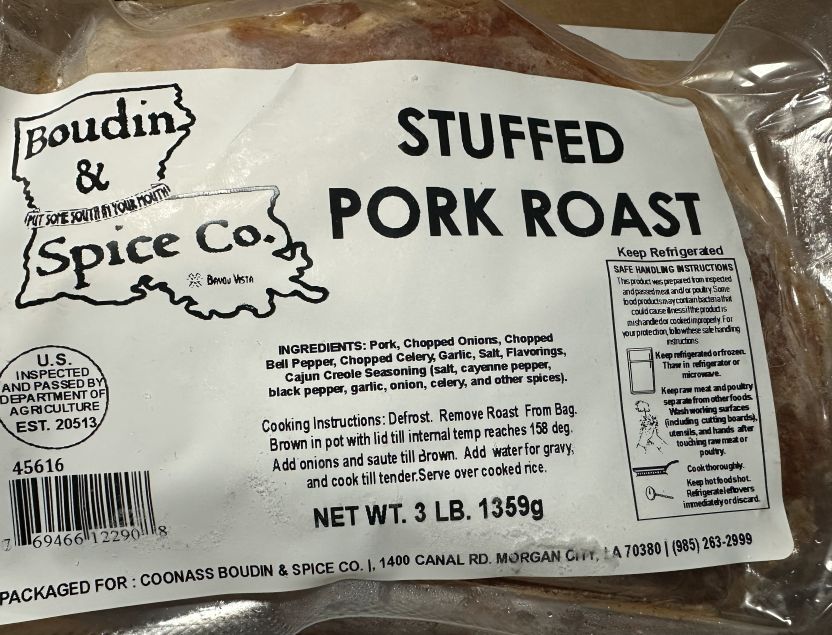 Boudin
&
PUT SOME SOUTH IN YOUR MOUTH
Spice Co.
BAYOU VISTA
STUFFED
PORK ROAST
Keep Refrigerated
SAFE HANDLING INSTRUCTIONS
This product was prepared from inspected
and passed meat and/or poultry. Some
food products may contain bacteria that
could cause illness if the product is
mishandled or cooked improperly. For
your protection, follow these safe handling
instructions.
Keep refrigerated or frozen.
Thaw in refrigerator or
microwave.
Keep raw meat and poultry
separate from other foods.
Wash working surfaces
(including cutting boards),
utensils, and hands after
touching raw meat or
poultry.
Cook thoroughly.
Keep hot foods hot.
Refrigerate leftovers
immediately or discard.
INGREDIENTS: Pork, Chopped Onions, Chopped
Bell Pepper, Chopped Celery, Garlic, Salt, Flavorings,
Cajun Creole Seasoning (salt, cayenne pepper,
black pepper, garlic, onion, celery, and other spices).
Cooking Instructions: Defrost. Remove Roast From Bag.
Brown in pot with lid till internal temp reaches 158 deg.
Add onions and saute till Brown. Add water for gravy,
and cook till tender.Serve over cooked rice.
NET WT. 3 LB. 1359g
U.S.
INSPECTED
AND PASSED BY
DEPARTMENT OF
AGRICULTURE
EST. 20513
45616
7 69466 12290 8
PACKAGED FOR : COONASS BOUDIN & SPICE CO. |, 1400 CANAL RD. MORGAN CITY, LA 70380 | (985) 263-2999